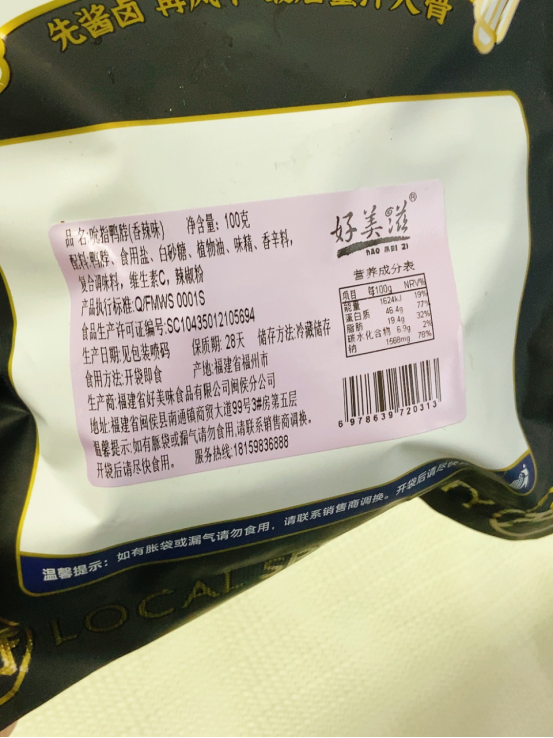 先酱卤
品 名:吮指鸭脖(香辣味) 净含量: 100克
配料:鸭脖、食用盐、白砂糖、植物油、味精、香辛料,
复合调味料, 维生素C, 辣椒粉
产品执行标准:Q/FMWS 0001S
食品生产许可证编号:SC10435012105694
生产日期:见包装喷码 保质期: 28天 储存方法:冷藏储存
食用方法:开袋即食 产地:福建省福州市
生产商:福建省好美味食品有限公司闽侯分公司
地址:福建省闽侯县南通镇商贸大道99号3#房第五层
温馨提示:如有胀袋或漏气请勿食用,请联系销售商调换。
开袋后请尽快食用。 服务热线:18159836888
好美滋®
HAO MEI ZI
营养成分表
项目 每100g NRV%
能量 1624kJ 19%
蛋白质 46.4g 77%
脂肪 19.4g 32%
碳水化合物 6.9g 2%
钠 1568mg 78%
6978639720313
温馨提示: 如有胀袋或漏气请勿食用, 请联系销售商调换。 开袋后请尽快
LOCAL